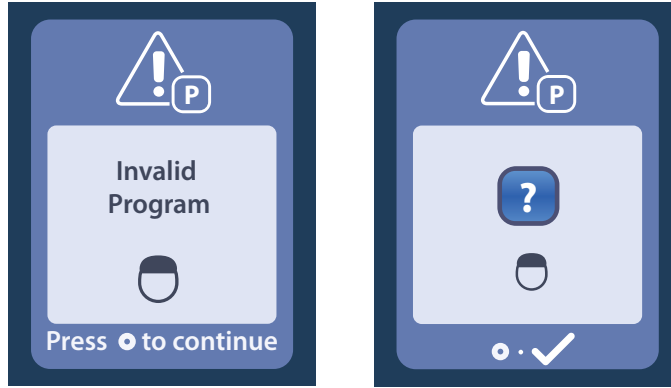 P
Invalid
Program
Press to continue
P
?